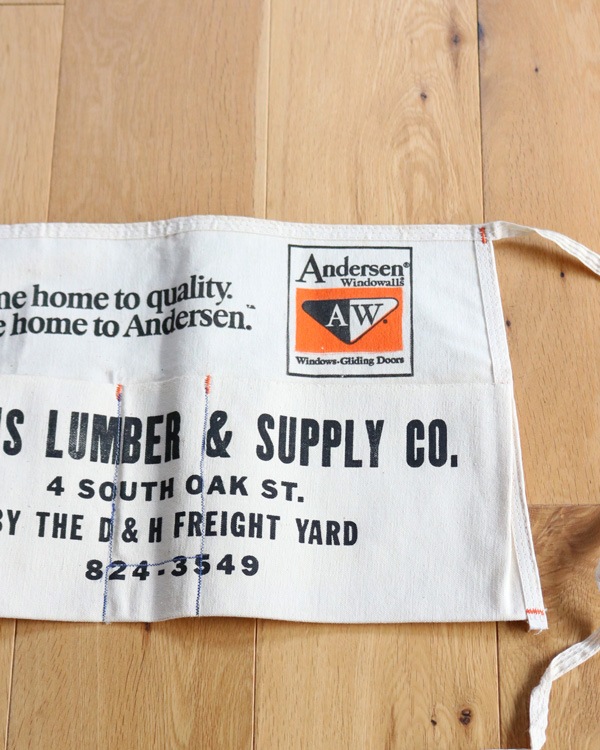 home to quality.
home to Andersen.™
Andersen®
Windowalls®
AW®
Windows-Gliding Doors
LUMBER & SUPPLY CO.
4 SOUTH OAK ST.
BY THE D & H FREIGHT YARD
824-3549